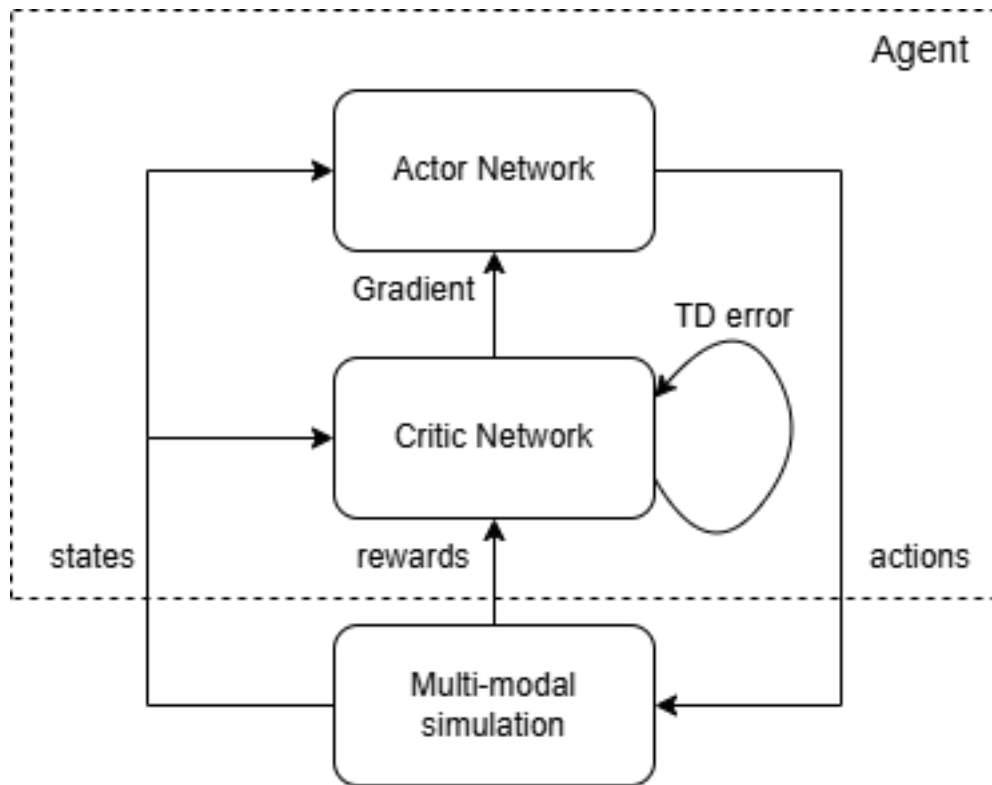 Agent
Actor Network
Gradient
TD error
Critic Network
states
rewards
actions
Multi-modal
simulation